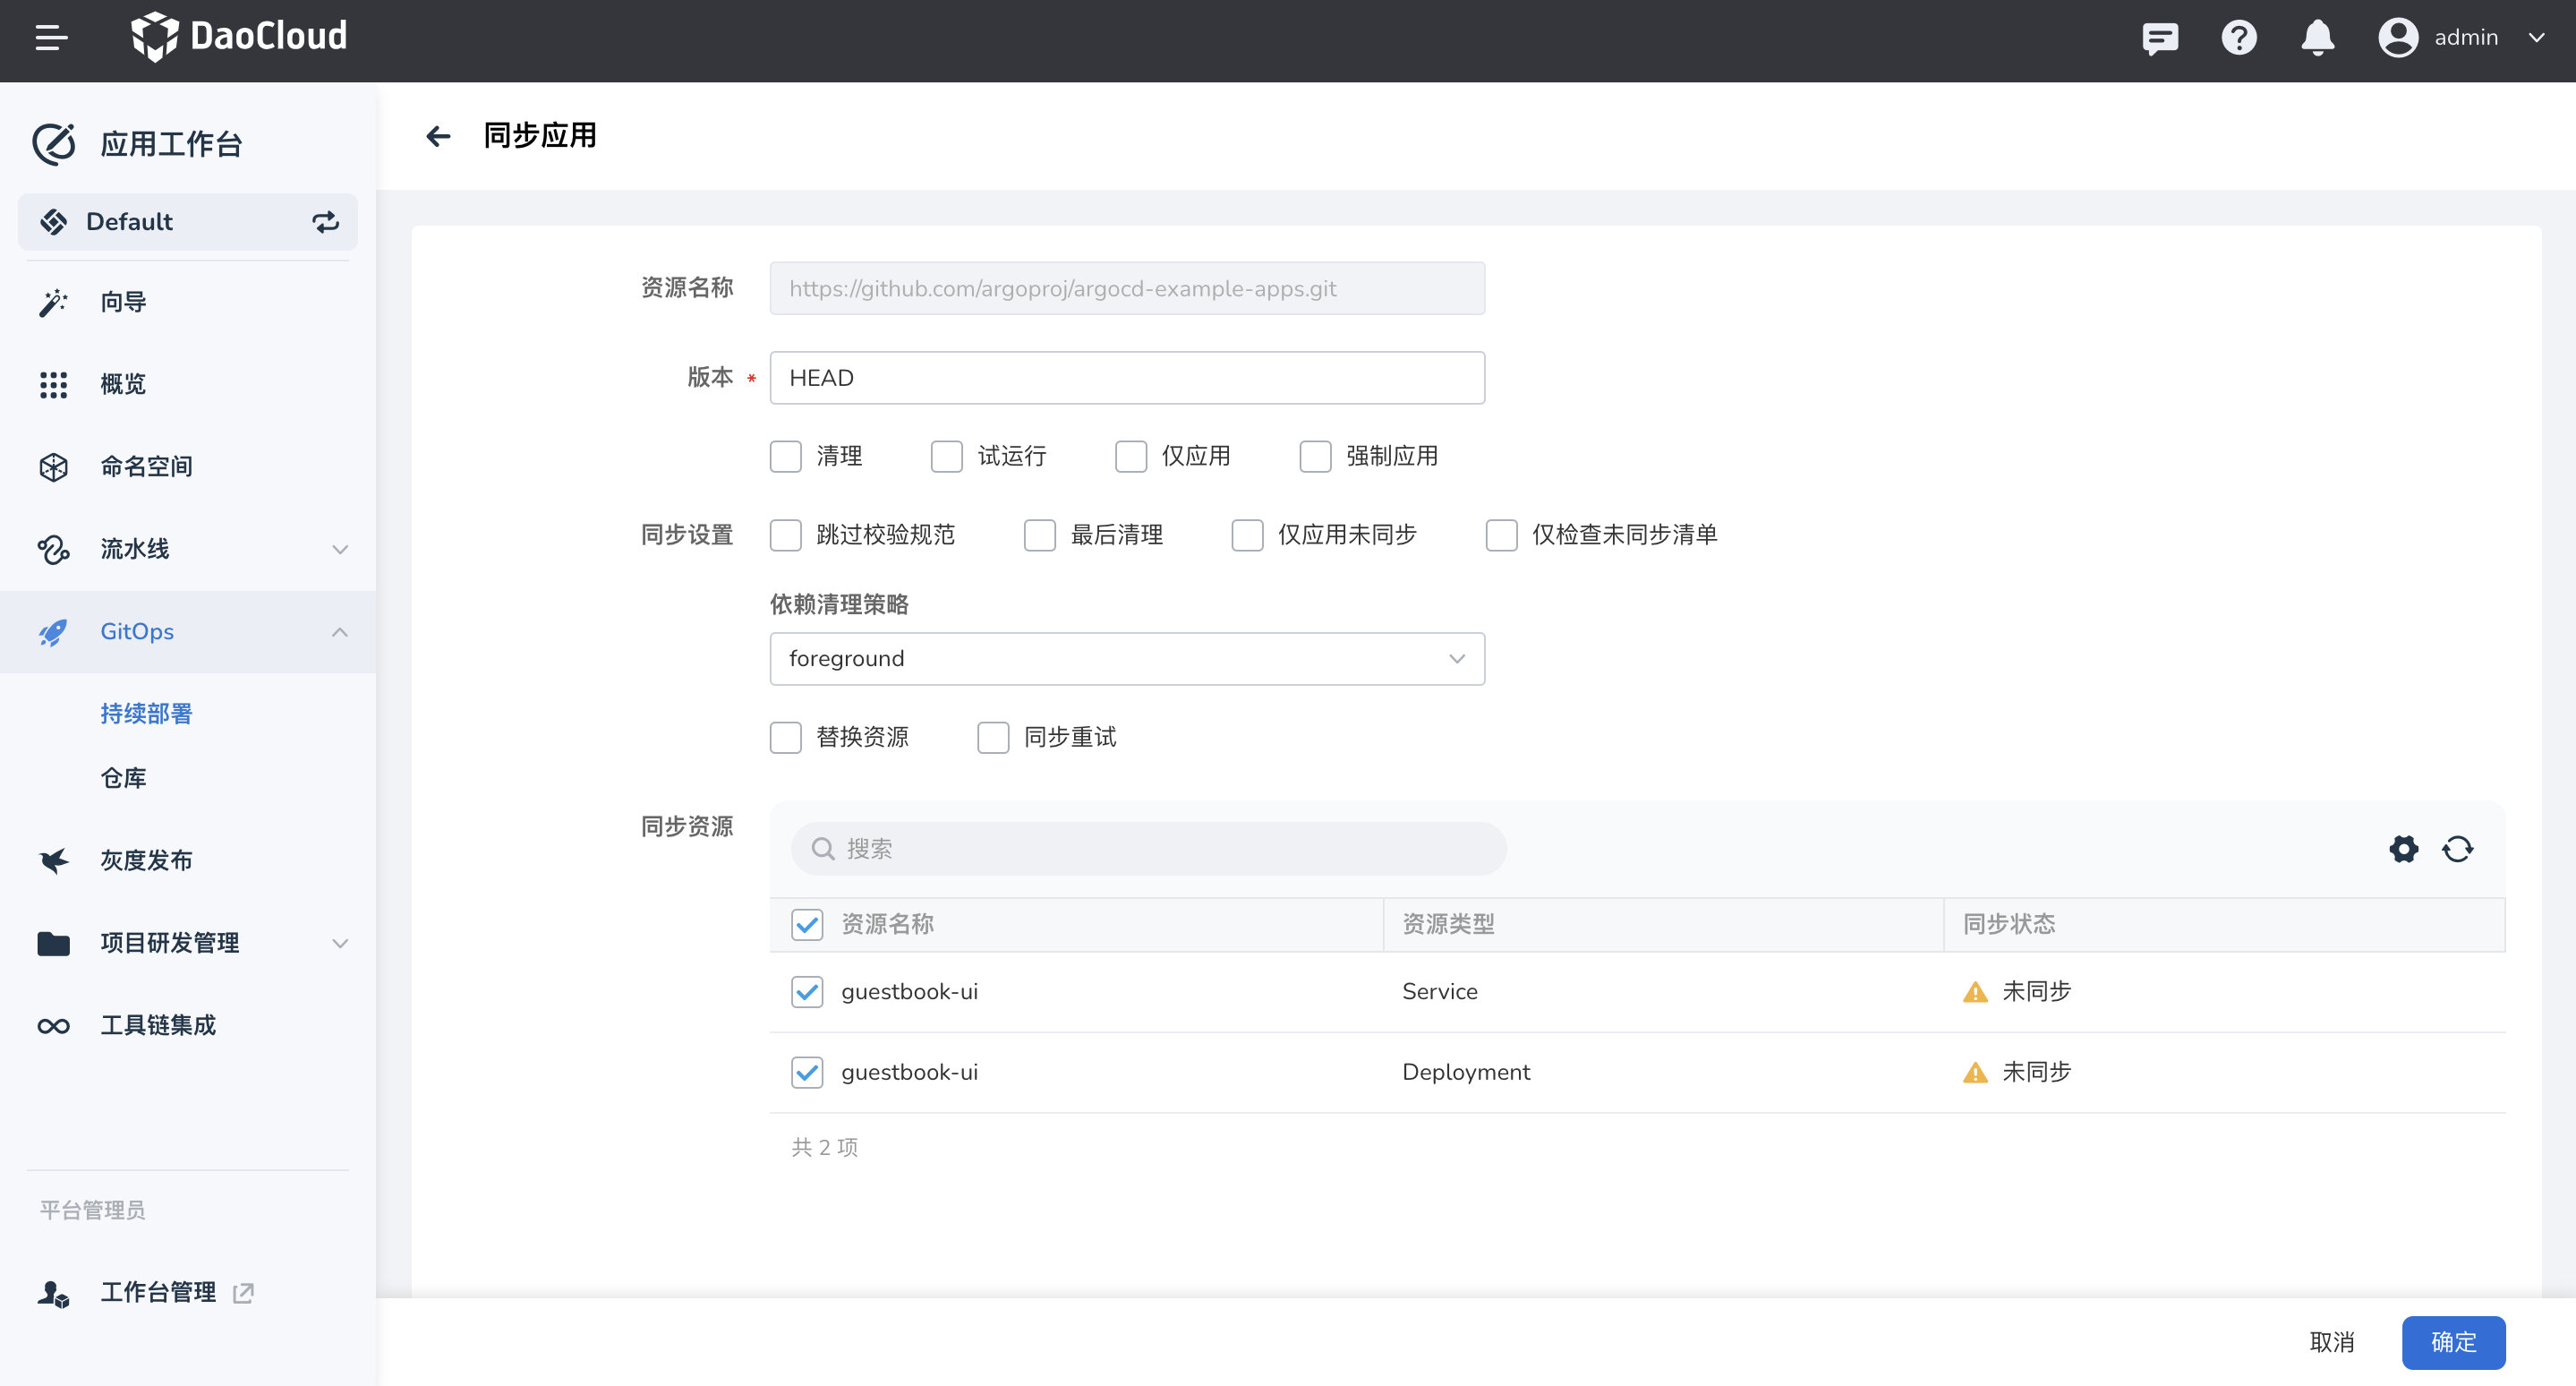 DaoCloud
admin
应用工作台
Default
向导
概览
命名空间
流水线
GitOps
持续部署
仓库
灰度发布
项目研发管理
工具链集成
平台管理员
工作台管理
同步应用
资源名称 https://github.com/argoproj/argocd-example-apps.git
版本 * HEAD
清理 试运行 仅应用 强制应用
同步设置 跳过校验规范 最后清理 仅应用未同步 仅检查未同步清单
依赖清理策略
foreground
替换资源 同步重试
同步资源 搜索
资源名称 资源类型 同步状态
guestbook-ui Service 未同步
guestbook-ui Deployment 未同步
共 2 项
取消 确定